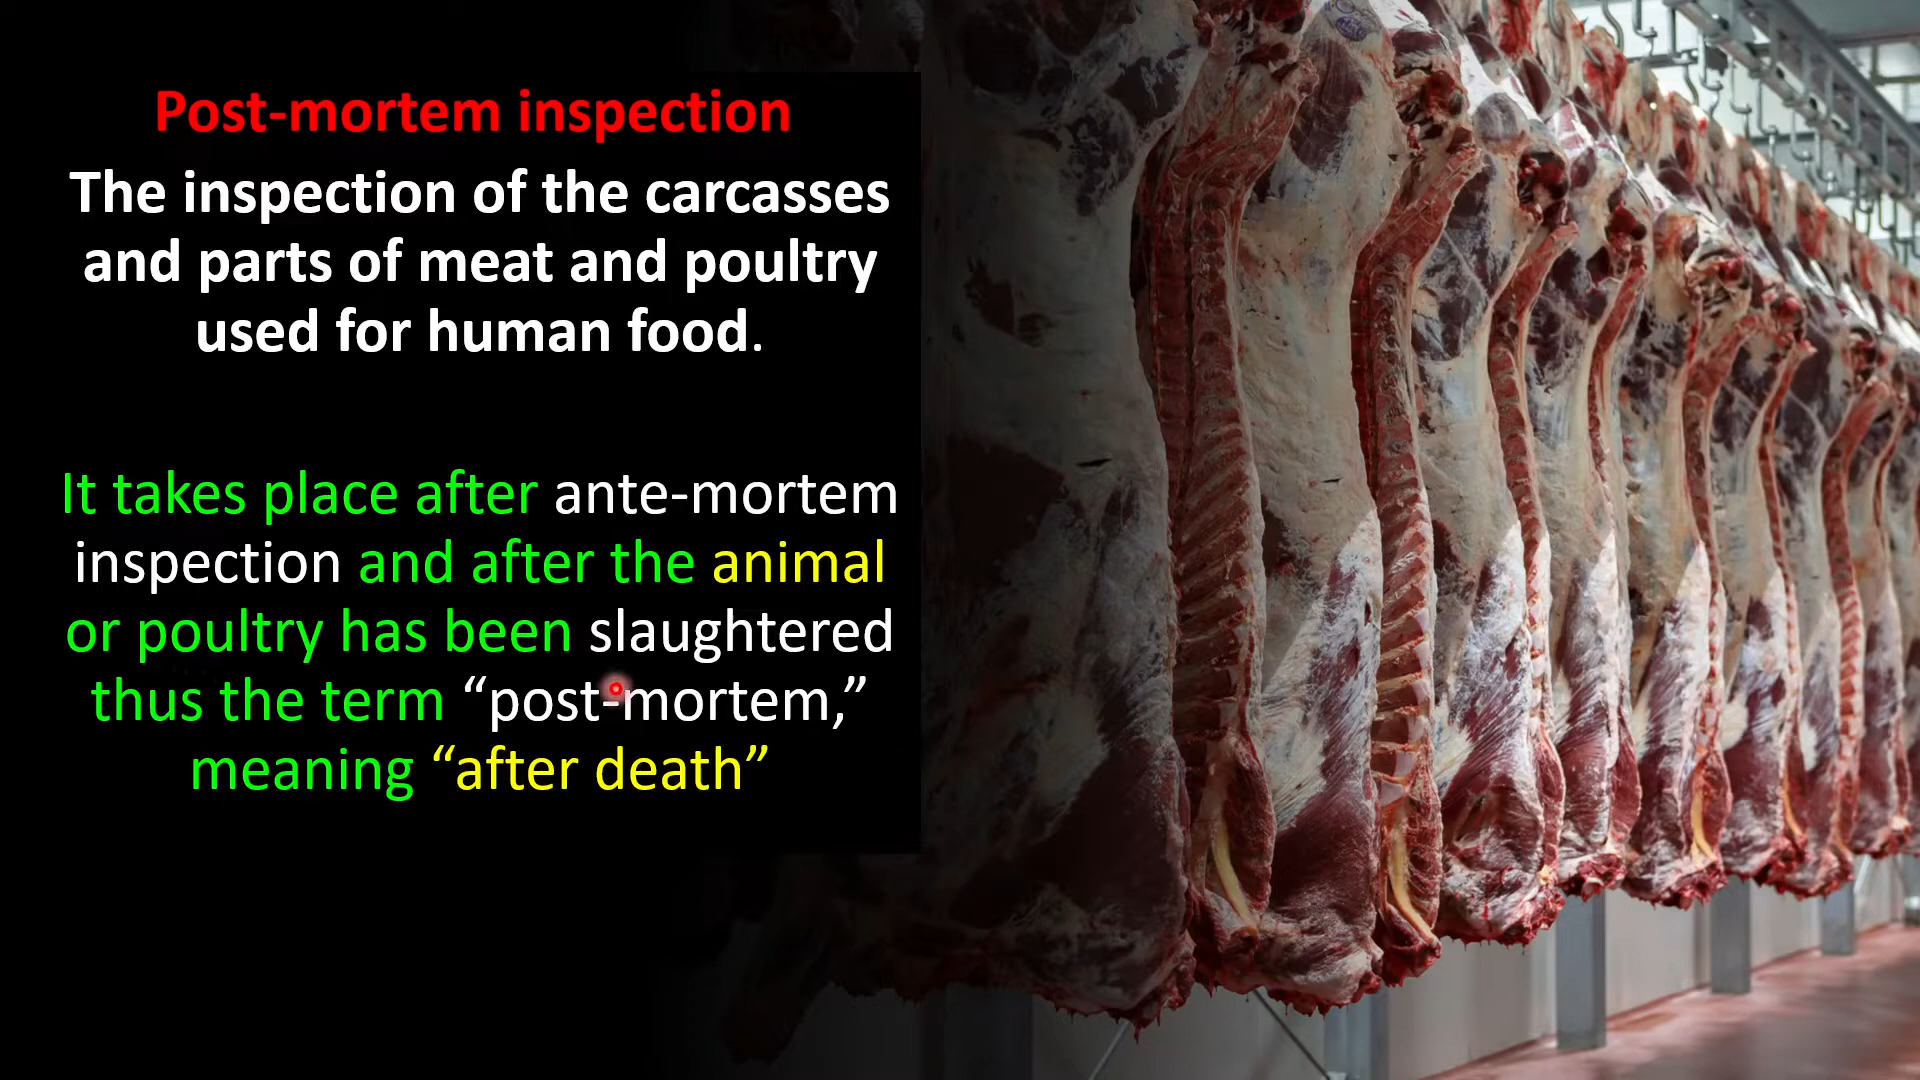 Post-mortem inspection
The inspection of the carcasses
and parts of meat and poultry
used for human food.
It takes place after ante-mortem
inspection and after the animal
or poultry has been slaughtered
thus the term “post-mortem,”
meaning “after death”